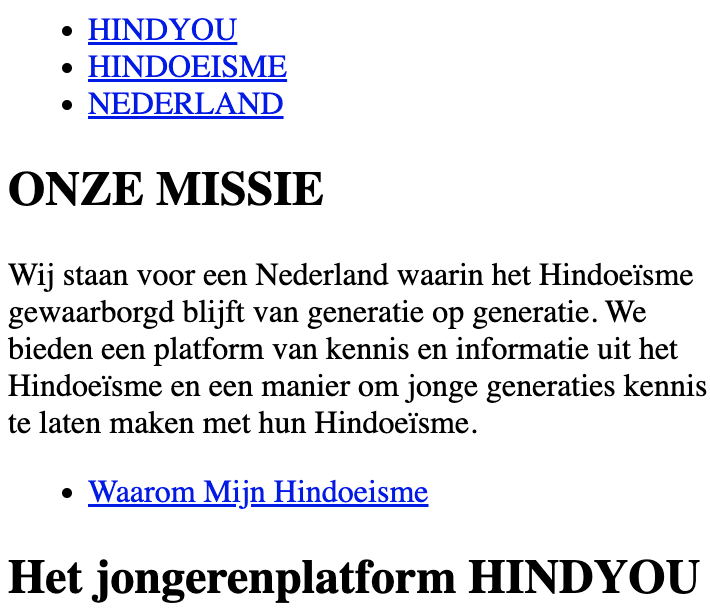 HINDYOU
HINDOEISME
NEDERLAND
ONZE MISSIE
Wij staan voor een Nederland waarin het Hindoeïsme
gewaarborgd blijft van generatie op generatie. We
bieden een platform van kennis en informatie uit het
Hindoeïsme en een manier om jonge generaties kennis
te laten maken met hun Hindoeïsme.
Waarom Mijn Hindoeisme
Het jongerenplatform HINDYOU